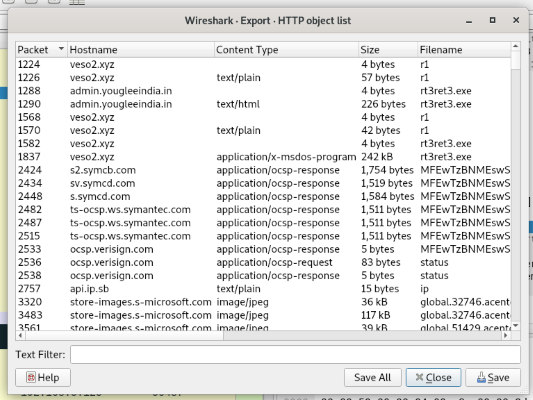 Wireshark · Export · HTTP object list
Packet Hostname Content Type Size Filename
1224 veso2.xyz 4 bytes r1
1226 veso2.xyz text/plain 57 bytes r1
1288 admin.yougleeindia.in 4 bytes rt3ret3.exe
1290 admin.yougleeindia.in text/html 226 bytes rt3ret3.exe
1568 veso2.xyz 4 bytes r1
1570 veso2.xyz text/plain 42 bytes r1
1582 veso2.xyz 4 bytes rt3ret3.exe
1837 veso2.xyz application/x-msdos-program 242 kB rt3ret3.exe
2424 s2.symcb.com application/ocsp-response 1,754 bytes MFEwTzBNMEswS
2434 sv.symcd.com application/ocsp-response 1,519 bytes MFEwTzBNMEswS
2448 s.symcd.com application/ocsp-response 1,584 bytes MFEwTzBNMEswS
2482 ts-ocsp.ws.symantec.com application/ocsp-response 1,511 bytes MFEwTzBNMEswS
2487 ts-ocsp.ws.symantec.com application/ocsp-response 1,511 bytes MFEwTzBNMEswS
2515 ts-ocsp.ws.symantec.com application/ocsp-response 1,511 bytes MFEwTzBNMEswS
2533 ocsp.verisign.com application/ocsp-response 5 bytes MFEwTzBNMEswS
2536 ocsp.verisign.com application/ocsp-request 83 bytes status
2538 ocsp.verisign.com application/ocsp-response 5 bytes status
2757 api.ip.sb text/plain 15 bytes ip
3320 store-images.s-microsoft.com image/jpeg 36 kB global.32746.acent
3483 store-images.s-microsoft.com image/jpeg 117 kB global.32746.acent
3561 store-images.s-microsoft.com image/jpeg 39 kB global.51429.acent
Text Filter:
Help Save All Close Save